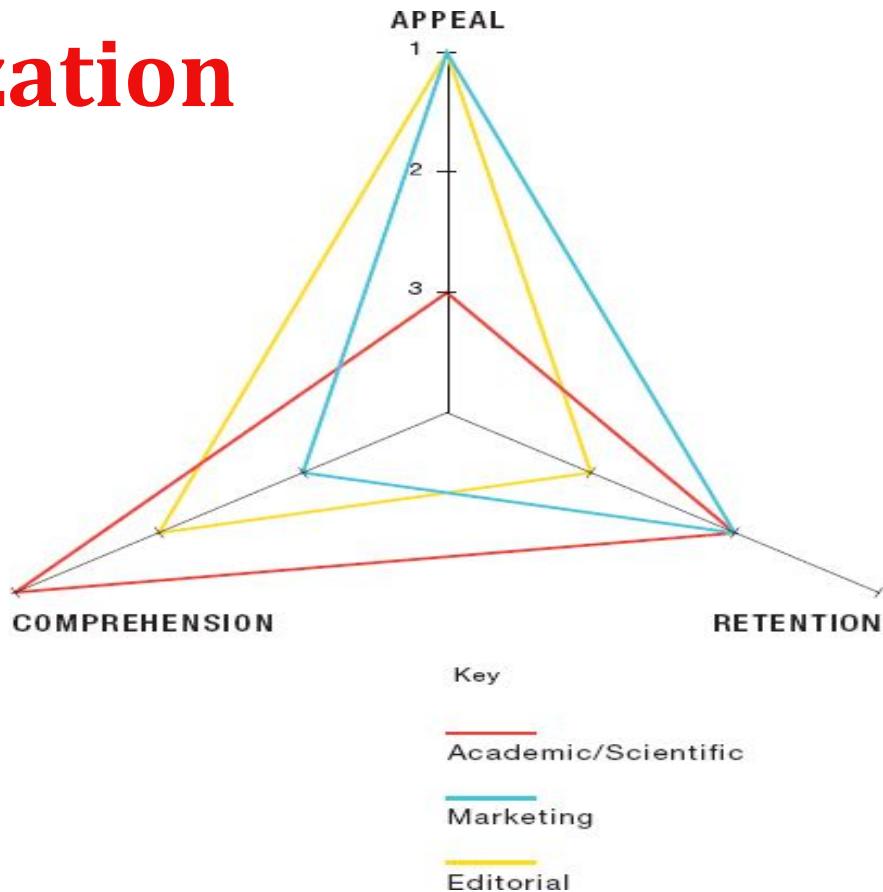 APPEAL
zation
1
2
3
COMPREHENSION
RETENTION
Key
Academic/Scientific
Marketing
Editorial